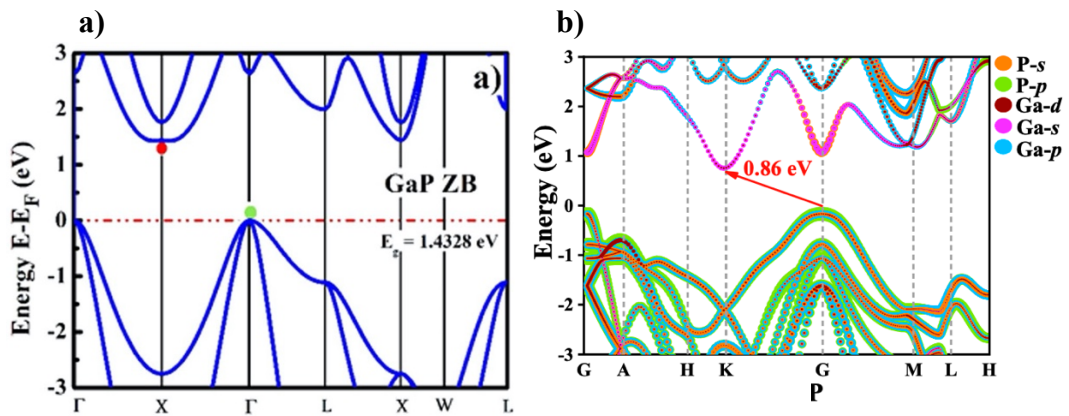 a)
3
2
1
0
-1
-2
-3
Energy E-E_F (eV)
a)
GaP ZB
E_g = 1.4328 eV
Γ X Γ L X W L
b)
3
2
1
0
-1
-2
-3
Energy (eV)
0.86 eV
P-s
P-p
Ga-d
Ga-s
Ga-p
G A H K G M L H
P